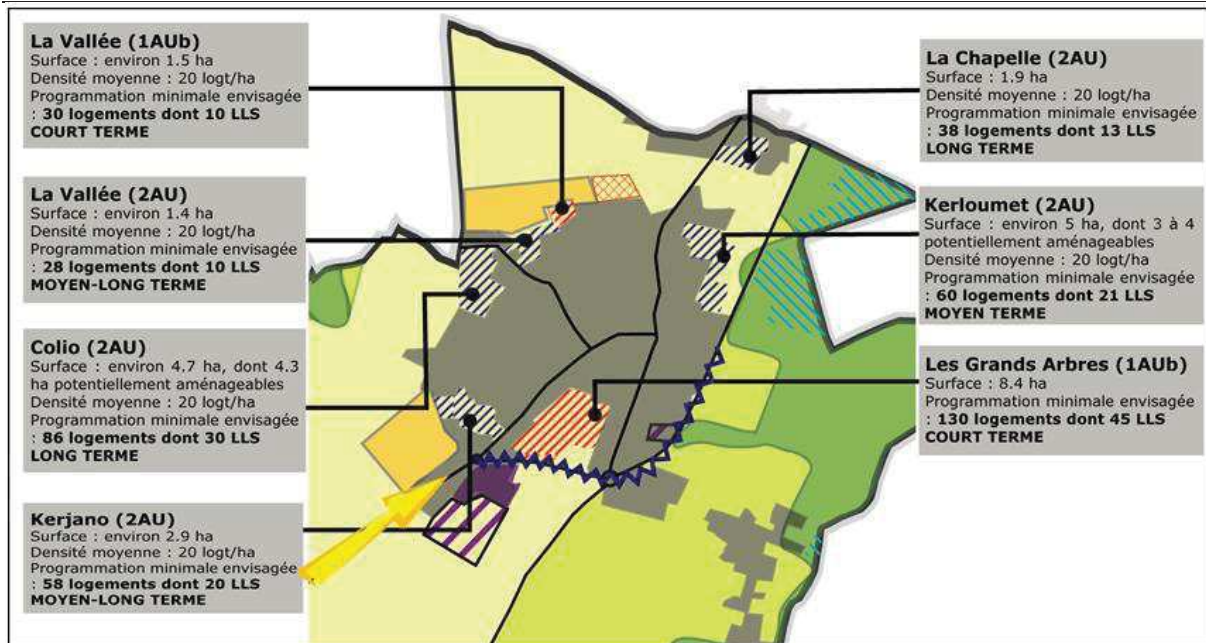 La Vallée (1AUb)
Surface : environ 1.5 ha
Densité moyenne : 20 logt/ha
Programmation minimale envisagée
: 30 logements dont 10 LLS
COURT TERME
La Vallée (2AU)
Surface : environ 1.4 ha
Densité moyenne : 20 logt/ha
Programmation minimale envisagée
: 28 logements dont 10 LLS
MOYEN-LONG TERME
Colio (2AU)
Surface : environ 4.7 ha, dont 4.3
ha potentiellement aménageables
Densité moyenne : 20 logt/ha
Programmation minimale envisagée
: 86 logements dont 30 LLS
LONG TERME
Kerjano (2AU)
Surface : environ 2.9 ha
Densité moyenne : 20 logt/ha
Programmation minimale envisagée
: 58 logements dont 20 LLS
MOYEN-LONG TERME
La Chapelle (2AU)
Surface : 1.9 ha
Densité moyenne : 20 logt/ha
Programmation minimale envisagée
: 38 logements dont 13 LLS
LONG TERME
Kerloumet (2AU)
Surface : environ 5 ha, dont 3 à 4
potentiellement aménageables
Densité moyenne : 20 logt/ha
Programmation minimale envisagée
: 60 logements dont 21 LLS
MOYEN TERME
Les Grands Arbres (1AUb)
Surface : 8.4 ha
Programmation minimale envisagée
: 130 logements dont 45 LLS
COURT TERME